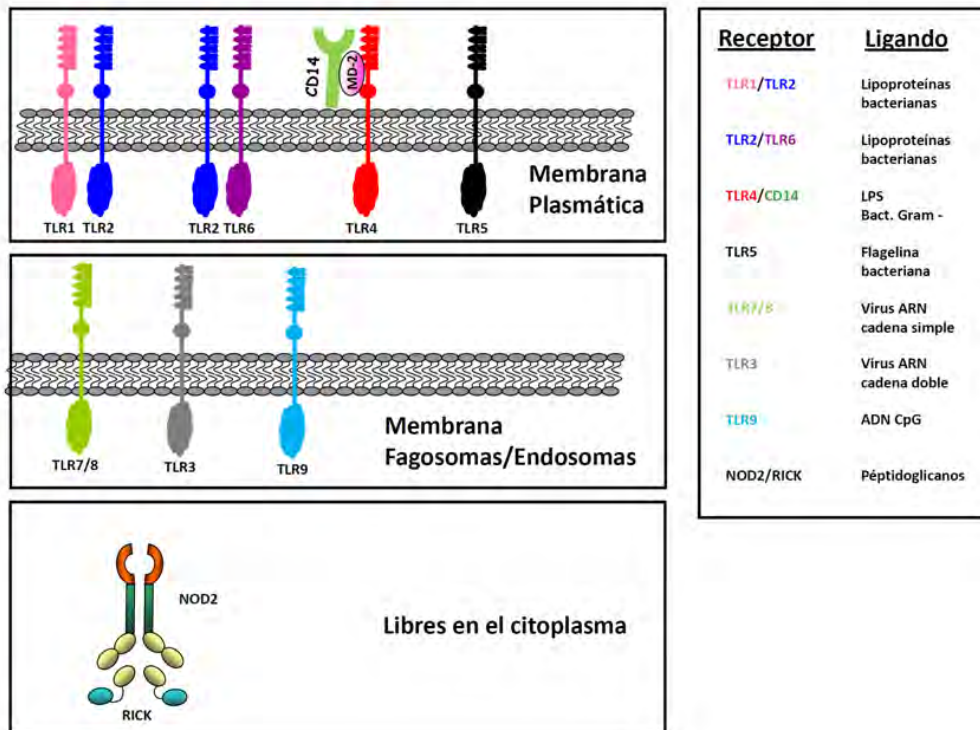 CD14
MD-2
TLR1 TLR2
TLR2 TLR6
TLR4
TLR5
Membrana
Plasmática
TLR7/8
TLR3
TLR9
Membrana
Fagosomas/Endosomas
NOD2
RICK
Libres en el citoplasma
Receptor Ligando
TLR1/TLR2 Lipoproteínas
bacterianas
TLR2/TLR6 Lipoproteínas
bacterianas
TLR4/CD14 LPS
Bact. Gram -
TLR5 Flagelina
bacteriana
TLR7/8 Virus ARN
cadena simple
TLR3 Virus ARN
cadena doble
TLR9 ADN CpG
NOD2/RICK Péptidoglicanos